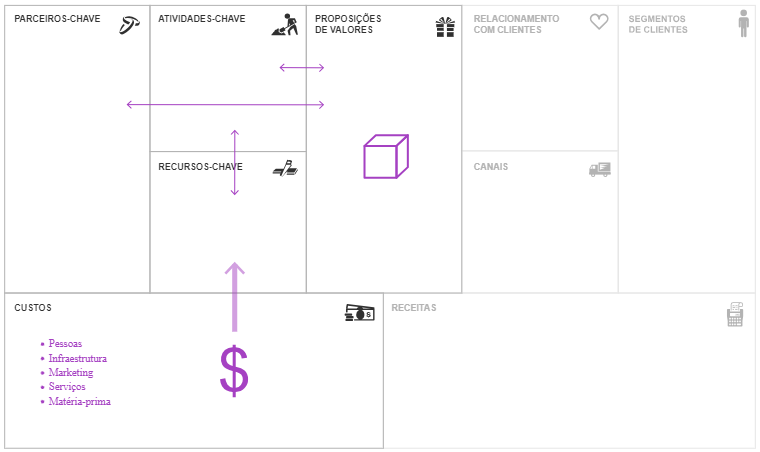 PARCEIROS-CHAVE
ATIVIDADES-CHAVE
PROPOSIÇÕES
DE VALORES
RELACIONAMENTO
COM CLIENTES
SEGMENTOS
DE CLIENTES
RECURSOS-CHAVE
CANAIS
CUSTOS
$
RECEITAS
• Pessoas
• Infraestrutura
• Marketing
• Serviços
• Matéria-prima
$